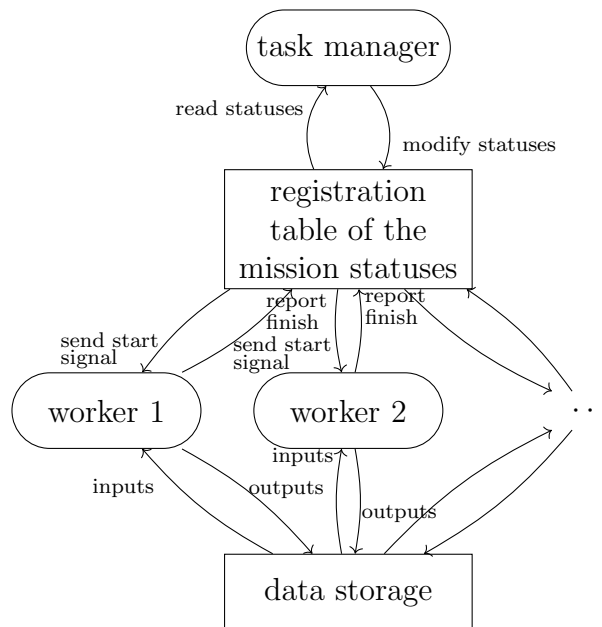 task manager
read statuses
modify statuses
registration
table of the
mission statuses
send start
signal
report
finish
send start
signal
report
finish
worker 1
worker 2
..
inputs
outputs
inputs
outputs
data storage